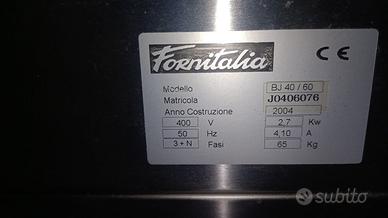 Fornitalia CE
Modello BJ 40 / 60
Matricola J0406076
Anno Costruzione 2004
400 V 2,7 Kw
50 Hz 4,10 A
3 + N Fasi 65 Kg
subito